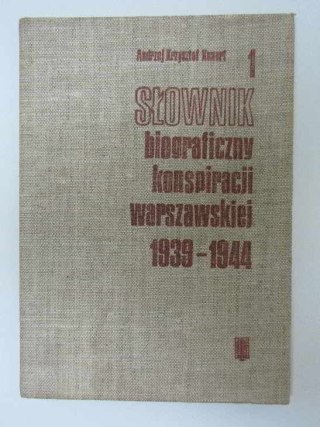 Andrzej Krzysztof Kunert
1
SŁOWNIK
biograficzny
konspiracji
warszawskiej
1939-1944